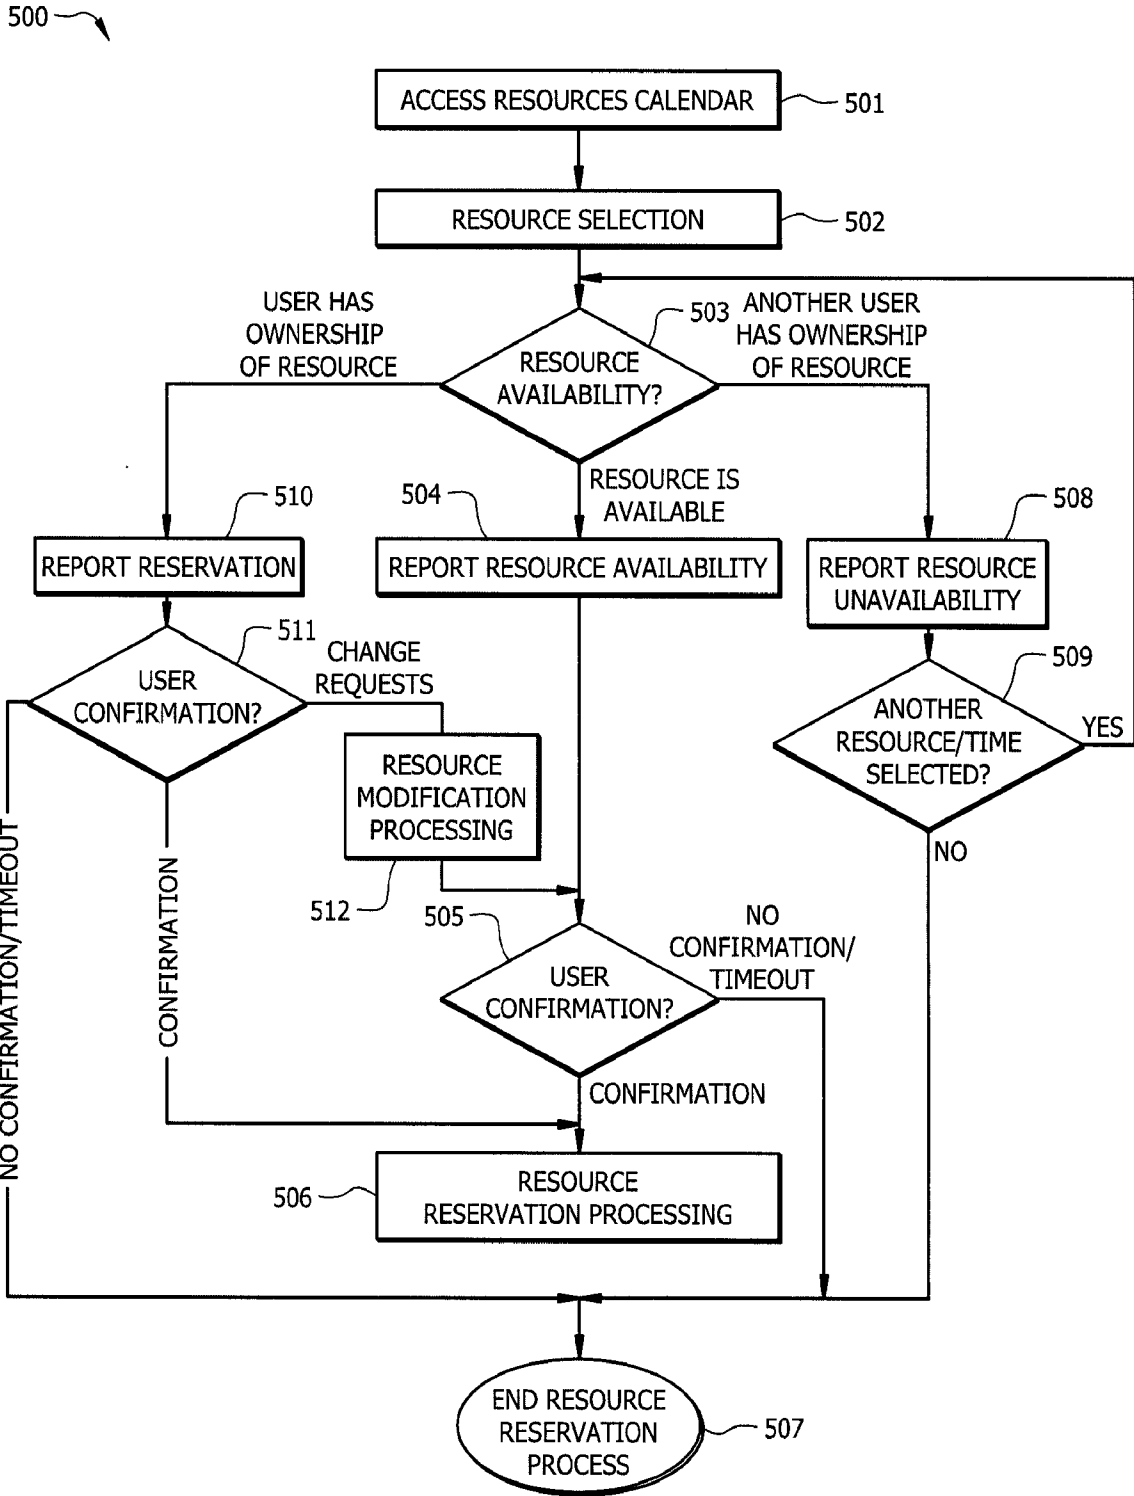 500
ACCESS RESOURCES CALENDAR
501
RESOURCE SELECTION
502
USER HAS
OWNERSHIP
OF RESOURCE
503
ANOTHER USER
HAS OWNERSHIP
OF RESOURCE
RESOURCE
AVAILABILITY?
510
504
RESOURCE IS
AVAILABLE
508
REPORT RESERVATION
REPORT RESOURCE AVAILABILITY
REPORT RESOURCE
UNAVAILABILITY
511
CHANGE
REQUESTS
509
USER
CONFIRMATION?
ANOTHER
RESOURCE/TIME
SELECTED?
YES
RESOURCE
MODIFICATION
PROCESSING
NO
NO CONFIRMATION/TIMEOUT
CONFIRMATION
512
505
NO
CONFIRMATION/
TIMEOUT
USER
CONFIRMATION?
CONFIRMATION
506
RESOURCE
RESERVATION PROCESSING
END RESOURCE
RESERVATION
PROCESS
507